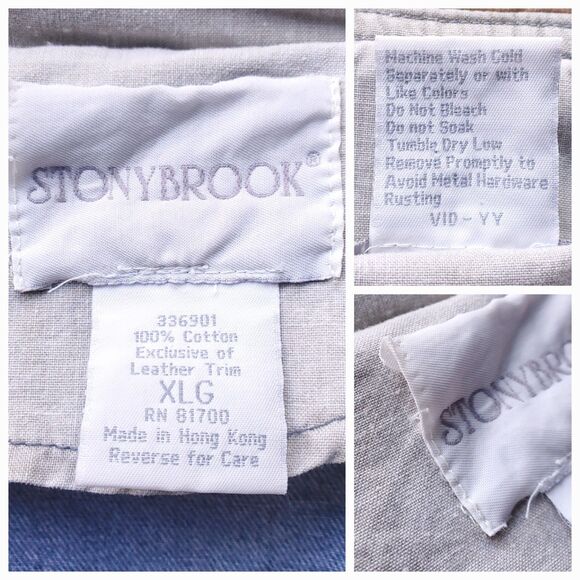 STONYBROOK®
336901
100% Cotton
Exclusive of
Leather Trim
XLG
RN 81700
Made in Hong Kong
Reverse for Care
Machine Wash Cold
Separately or with
Like Colors
Do Not Bleach
Do not Soak
Tumble Dry Low
Remove Promptly to
Avoid Metal Hardware
Rusting
VID-YY
STONYBRO